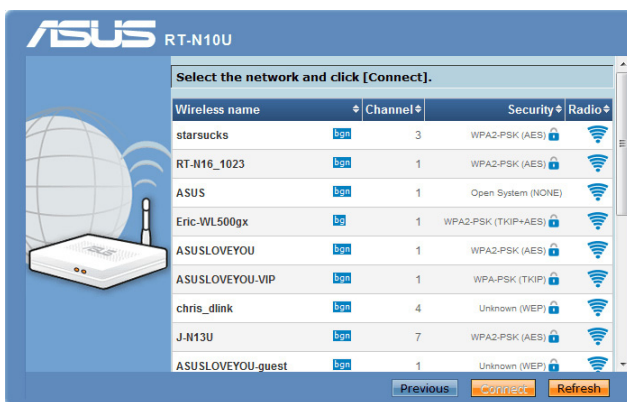 ASUS RT-N10U
Select the network and click [Connect].
Wireless name Channel Security Radio
starsucks bgn 3 WPA2-PSK (AES)
RT-N16_1023 bgn 1 WPA2-PSK (AES)
ASUS bgn 1 Open System (NONE)
Eric-WL500gx bg 1 WPA2-PSK (TKIP+AES)
ASUSLOVEYOU bgn 1 WPA2-PSK (AES)
ASUSLOVEYOU-VIP bgn 1 WPA-PSK (TKIP)
chris_dlink bgn 4 Unknown (WEP)
J-N13U bgn 7 WPA2-PSK (AES)
ASUSLOVEYOU-guest bgn 1 Unknown (WEP)
Previous Connect Refresh
ASUS